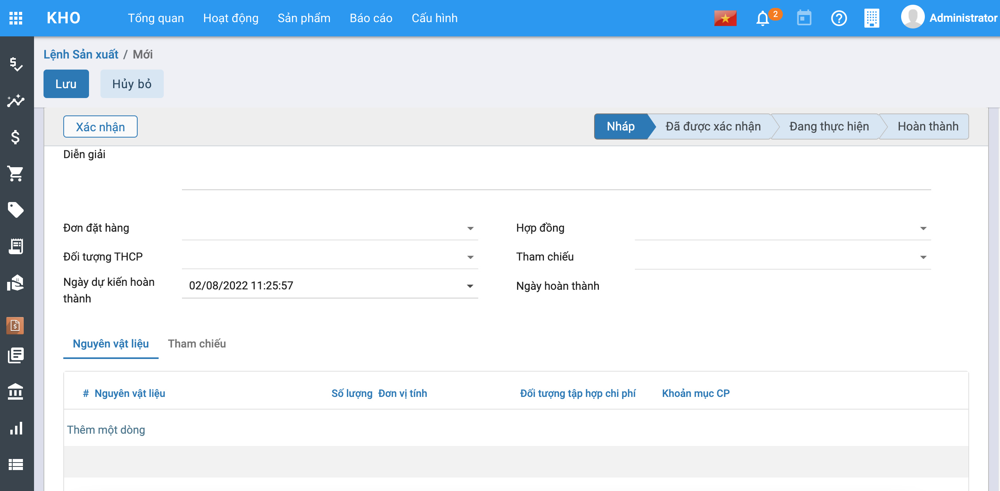 KHO Tổng quan Hoạt động Sản phẩm Báo cáo Cấu hình 2 Administrator
Lệnh Sản xuất / Mới
Lưu Hủy bỏ
Xác nhận Nháp Đã được xác nhận Đang thực hiện Hoàn thành
Diễn giải
Đơn đặt hàng Hợp đồng
Đối tượng THCP Tham chiếu
Ngày dự kiến hoàn thành 02/08/2022 11:25:57 Ngày hoàn thành
Nguyên vật liệu Tham chiếu
# Nguyên vật liệu Số lượng Đơn vị tính Đối tượng tập hợp chi phí Khoản mục CP
Thêm một dòng